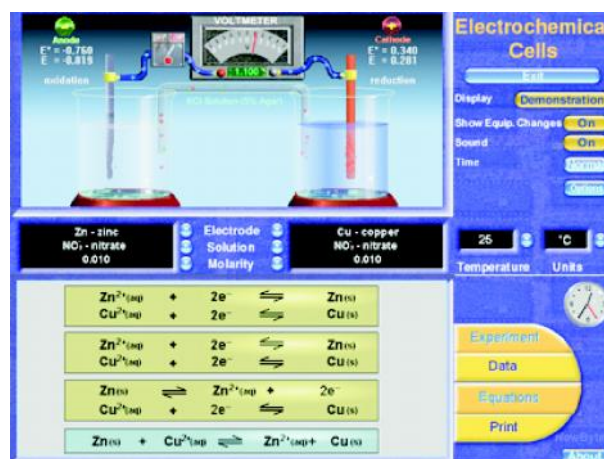 Anode
E° = -0.760
E = -0.819
oxidation
VOLTMETER
1.100
Cathode
E° = 0.340
E = 0.281
reduction
Electrochemical
Cells
Exit
Display Demonstration
Show Equip. Changes On
Sound On
Time Normal
Options
Zn - zinc
NO₃⁻ - nitrate
0.010
Electrode
Solution
Molarity
Cu - copper
NO₃⁻ - nitrate
0.010
25 °C
Temperature Units
Zn²⁺(aq) + 2e⁻ ⇌ Zn(s)
Cu²⁺(aq) + 2e⁻ ⇌ Cu(s)
Zn²⁺(aq) + 2e⁻ ⇌ Zn(s)
Cu²⁺(aq) + 2e⁻ ⇌ Cu(s)
Zn(s) ⇌ Zn²⁺(aq) + 2e⁻
Cu²⁺(aq) + 2e⁻ ⇌ Cu(s)
Zn(s) + Cu²⁺(aq) ⇌ Zn²⁺(aq) + Cu(s)
Experiment
Data
Equations
Print
NewByte
About